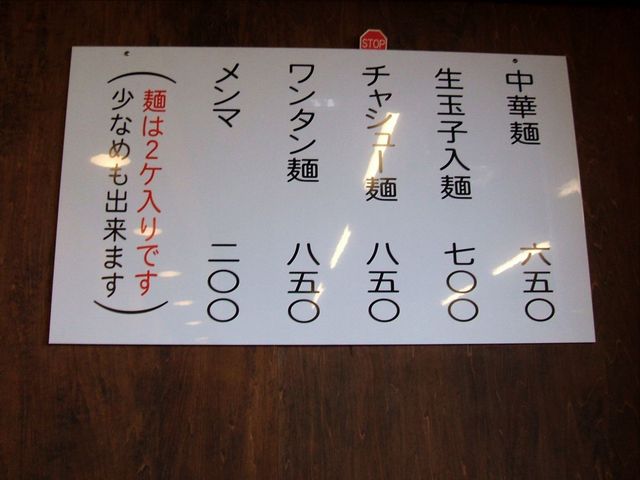 STOP
中華麺 六五〇
生玉子入麺 七〇〇
チャシュー麺 八五〇
ワンタン麺 八五〇
メンマ 二〇〇
(麺は2ケ入りです
少なめも出来ます)